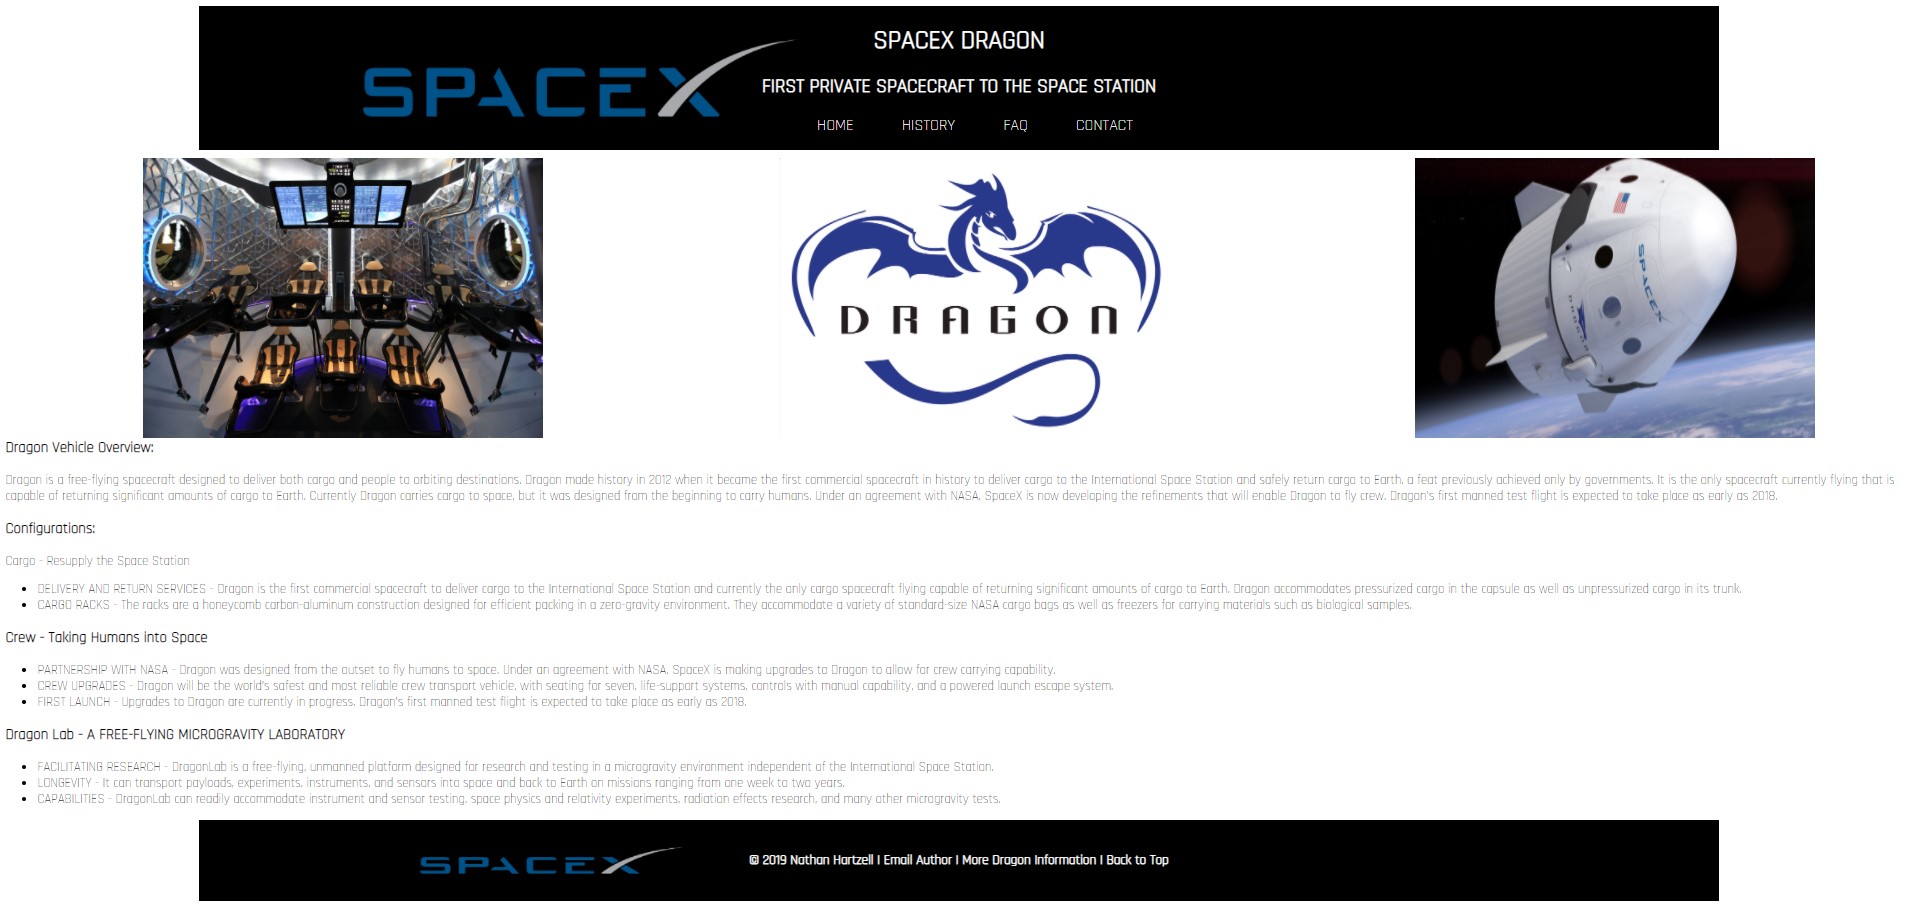 SPACEX
SPACEX DRAGON
FIRST PRIVATE SPACECRAFT TO THE SPACE STATION
HOME HISTORY FAQ CONTACT
DRAGON
SPACEX
DRAGON
Dragon Vehicle Overview:
Dragon is a free-flying spacecraft designed to deliver both cargo and people to orbiting destinations. Dragon made history in 2012 when it became the first commercial spacecraft in history to deliver cargo to the International Space Station and safely return cargo to Earth, a feat previously achieved only by governments. It is the only spacecraft currently flying that is
capable of returning significant amounts of cargo to Earth. Currently Dragon carries cargo to space, but it was designed from the beginning to carry humans. Under an agreement with NASA, SpaceX is now developing the refinements that will enable Dragon to fly crew. Dragon's first manned test flight is expected to take place as early as 2018.
Configurations:
Cargo - Resupply the Space Station
• DELIVERY AND RETURN SERVICES - Dragon is the first commercial spacecraft to deliver cargo to the International Space Station and currently the only cargo spacecraft flying capable of returning significant amounts of cargo to Earth. Dragon accommodates pressurized cargo in the capsule as well as unpressurized cargo in its trunk.
• CARGO RACKS - The racks are a honeycomb carbon-aluminum construction designed for efficient packing in a zero-gravity environment. They accommodate a variety of standard-size NASA cargo bags as well as freezers for carrying materials such as biological samples.
Crew - Taking Humans into Space
• PARTNERSHIP WITH NASA - Dragon was designed from the outset to fly humans to space. Under an agreement with NASA, SpaceX is making upgrades to Dragon to allow for crew carrying capability.
• CREW UPGRADES - Dragon will be the world's safest and most reliable crew transport vehicle, with seating for seven, life-support systems, controls with manual capability, and a powered launch escape system.
• FIRST LAUNCH - Upgrades to Dragon are currently in progress. Dragon's first manned test flight is expected to take place as early as 2018.
Dragon Lab - A FREE-FLYING MICROGRAVITY LABORATORY
• FACILITATING RESEARCH - DragonLab is a free-flying, unmanned platform designed for research and testing in a microgravity environment independent of the International Space Station.
• LONGEVITY - It can transport payloads, experiments, instruments, and sensors into space and back to Earth on missions ranging from one week to two years.
• CAPABILITIES - DragonLab can readily accommodate instrument and sensor testing, space physics and relativity experiments, radiation effects research, and many other microgravity tests.
SPACEX
© 2019 Nathan Hartzell | Email Author | More Dragon Information | Back to Top